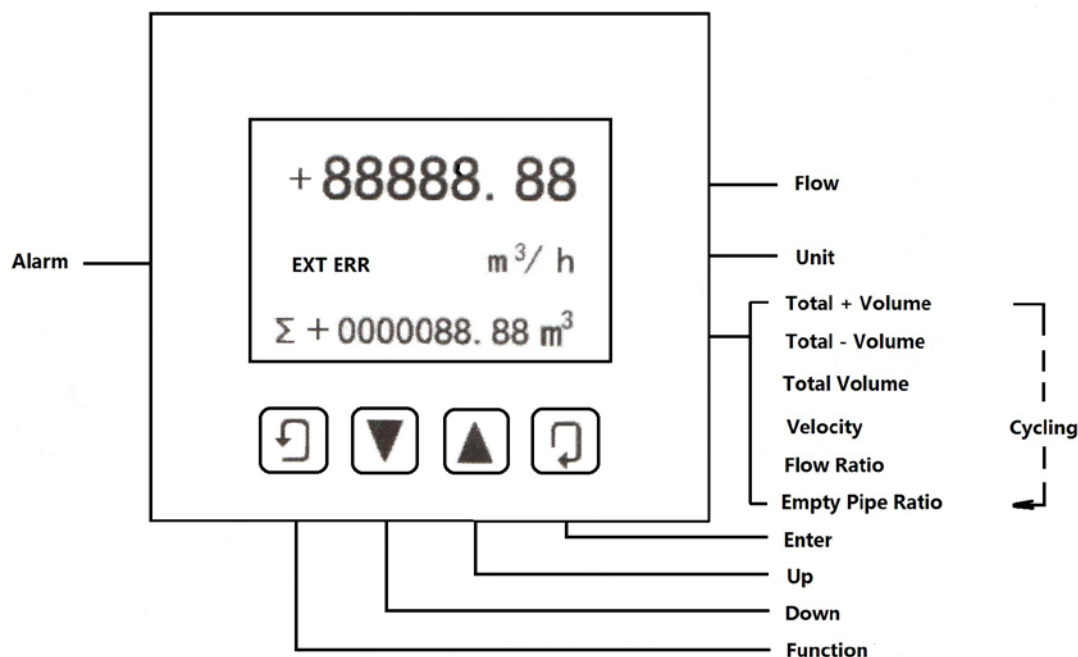 +88888.88
Flow
Alarm
EXT ERR
m³/h
Unit
Σ+0000088.88 m³
Total + Volume
Total - Volume
Total Volume
Velocity
Cycling
Flow Ratio
Empty Pipe Ratio
Enter
Up
Down
Function